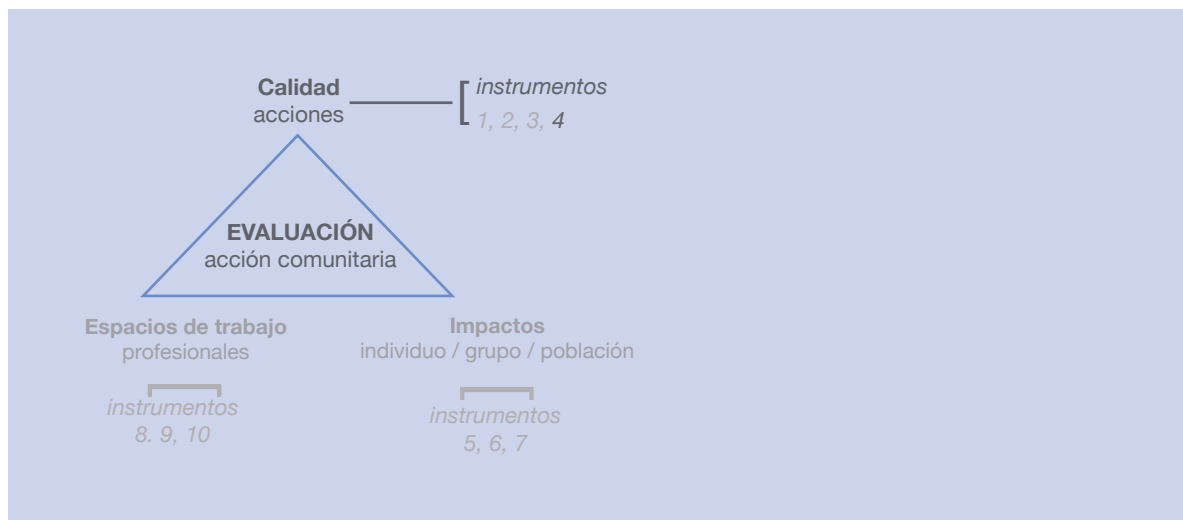 Calidad
acciones
instrumentos
1, 2, 3, 4
EVALUACIÓN
acción comunitaria
Espacios de trabajo
profesionales
instrumentos
8. 9, 10
Impactos
individuo / grupo / población
instrumentos
5, 6, 7